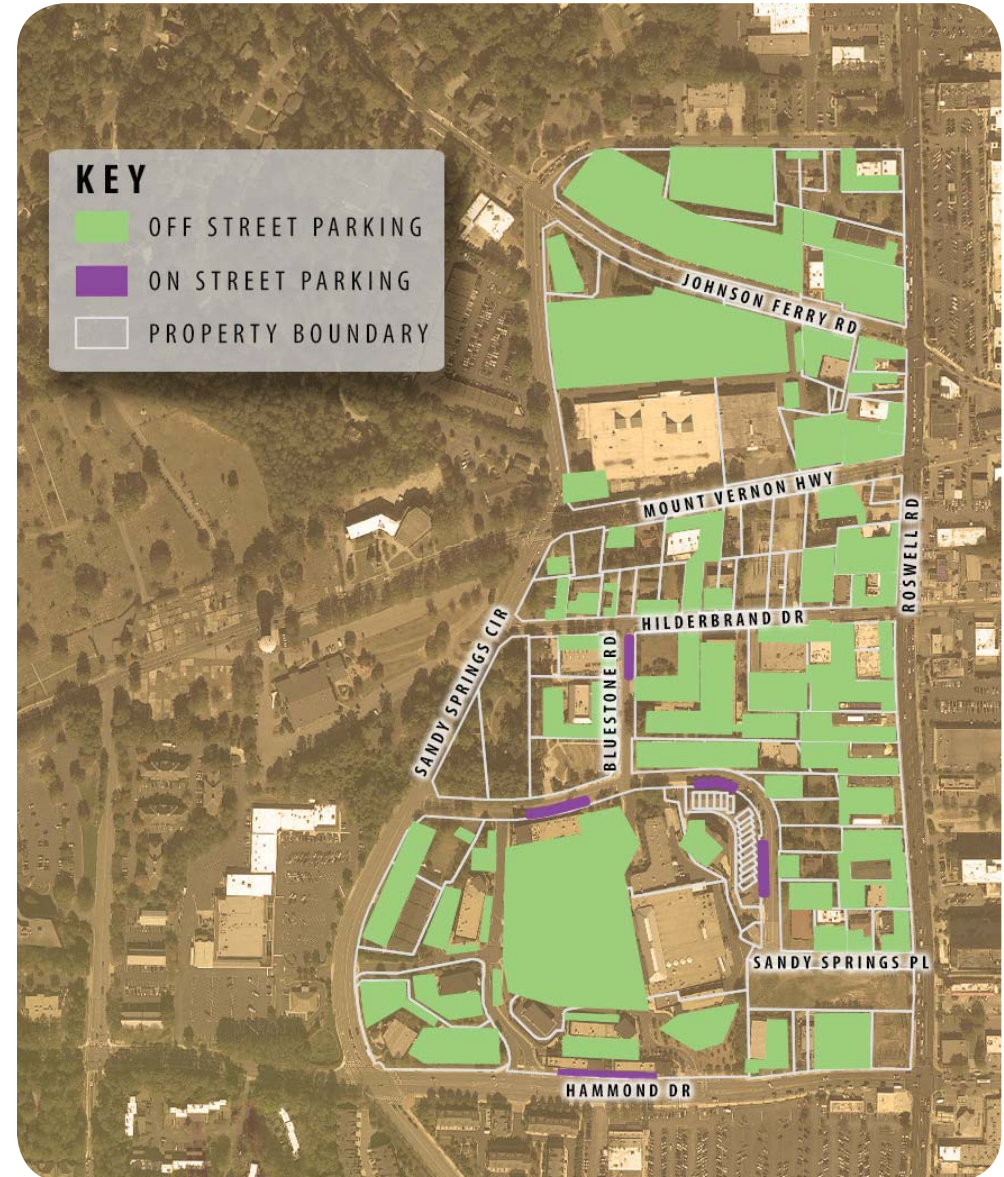 KEY
OFF STREET PARKING
ON STREET PARKING
PROPERTY BOUNDARY
JOHNSON FERRY RD
MOUNT VERNON HWY
ROSWELL RD
HILDERBRAND DR
SANDY SPRINGS CIR
BLUESTONE RD
SANDY SPRINGS PL
HAMMOND DR